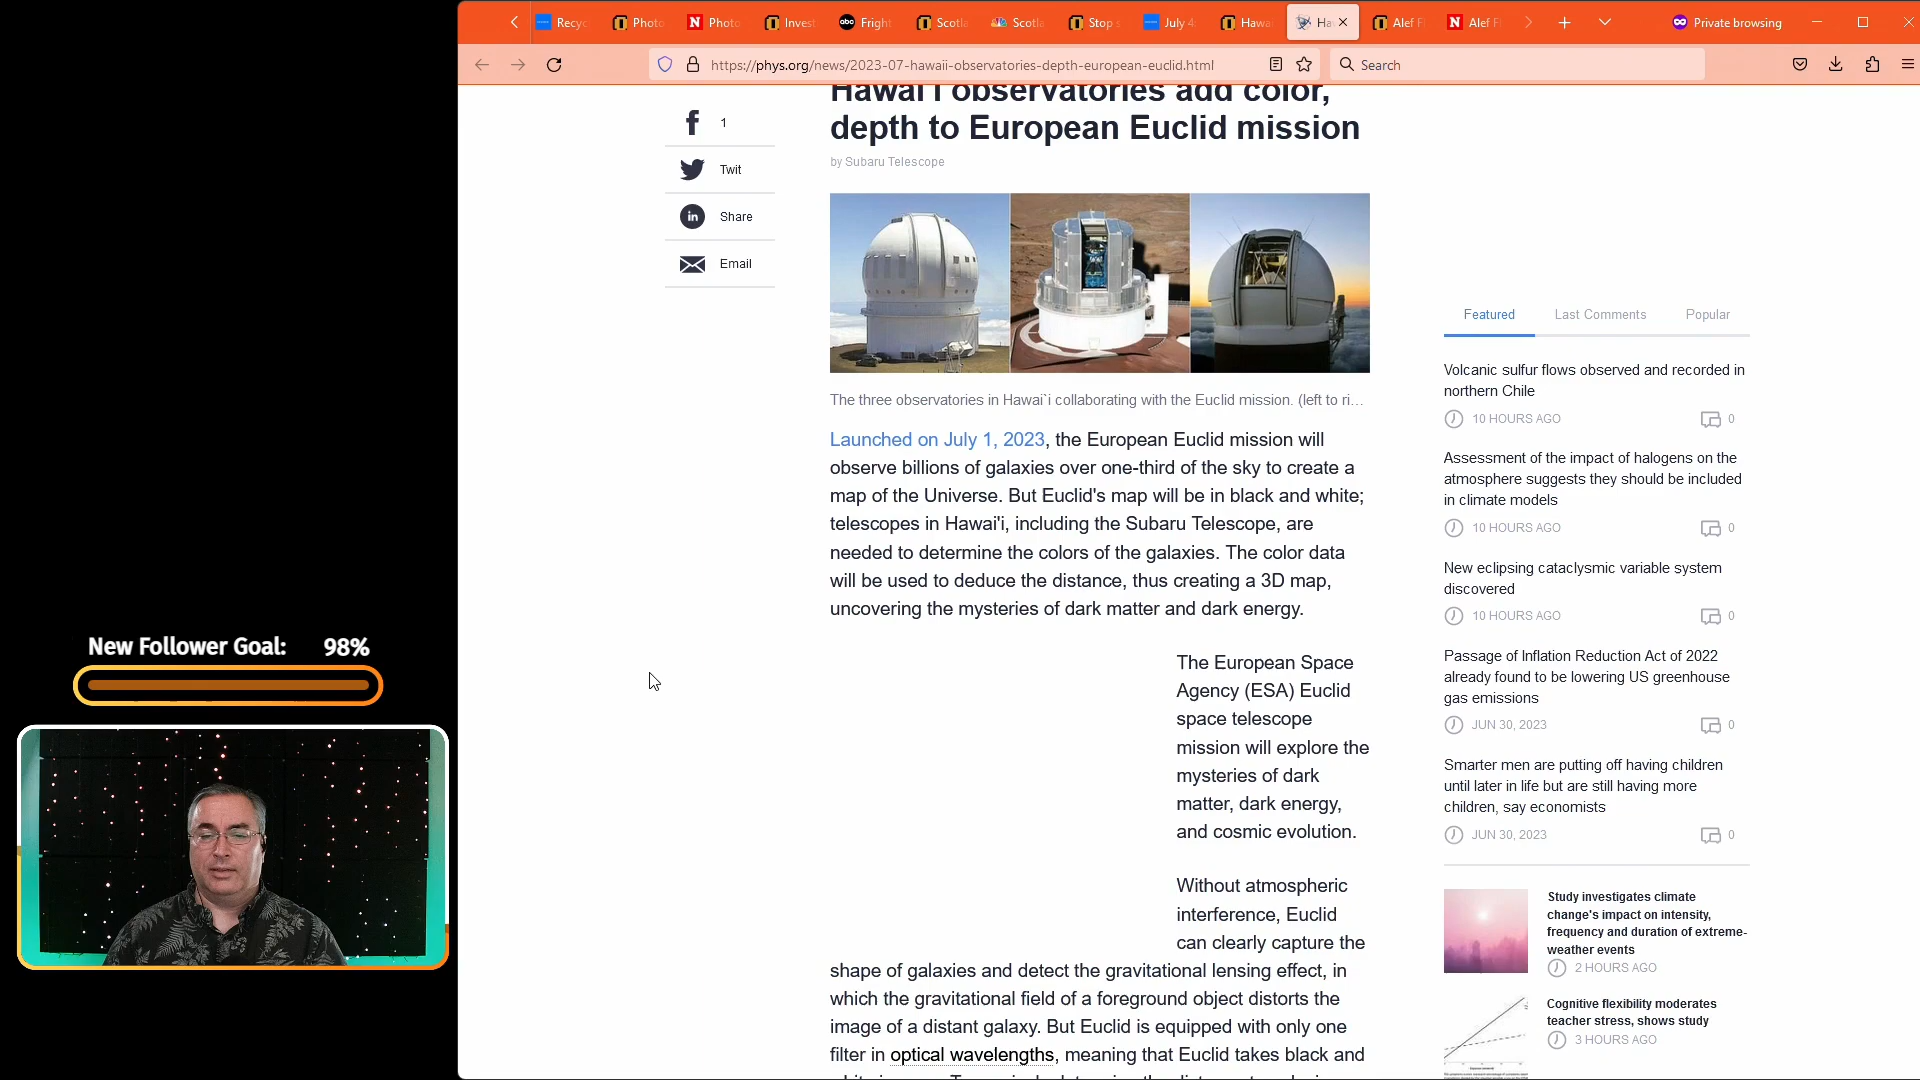 Recyc
Photo
Photo
Invest
abc
Fright
Scotla
Scotla
Stop s
July 4
Hawa
Ha
Alef F
Alef F
Private browsing
https://phys.org/news/2023-07-hawaii-observatories-depth-european-euclid.html
Search
Hawai'i observatories add color,
depth to European Euclid mission
by Subaru Telescope
1
Twit
Share
Email
The three observatories in Hawai`i collaborating with the Euclid mission. (left to ri...
Launched on July 1, 2023, the European Euclid mission will
observe billions of galaxies over one-third of the sky to create a
map of the Universe. But Euclid's map will be in black and white;
telescopes in Hawai'i, including the Subaru Telescope, are
needed to determine the colors of the galaxies. The color data
will be used to deduce the distance, thus creating a 3D map,
uncovering the mysteries of dark matter and dark energy.
The European Space
Agency (ESA) Euclid
space telescope
mission will explore the
mysteries of dark
matter, dark energy,
and cosmic evolution.
Without atmospheric
interference, Euclid
can clearly capture the
shape of galaxies and detect the gravitational lensing effect, in
which the gravitational field of a foreground object distorts the
image of a distant galaxy. But Euclid is equipped with only one
filter in optical wavelengths, meaning that Euclid takes black and
Featured
Last Comments
Popular
Volcanic sulfur flows observed and recorded in
northern Chile
10 HOURS AGO
0
Assessment of the impact of halogens on the
atmosphere suggests they should be included
in climate models
10 HOURS AGO
0
New eclipsing cataclysmic variable system
discovered
10 HOURS AGO
0
Passage of Inflation Reduction Act of 2022
already found to be lowering US greenhouse
gas emissions
JUN 30, 2023
0
Smarter men are putting off having children
until later in life but are still having more
children, say economists
JUN 30, 2023
0
Study investigates climate
change's impact on intensity,
frequency and duration of extreme-
weather events
2 HOURS AGO
Cognitive flexibility moderates
teacher stress, shows study
3 HOURS AGO
New Follower Goal: 98%